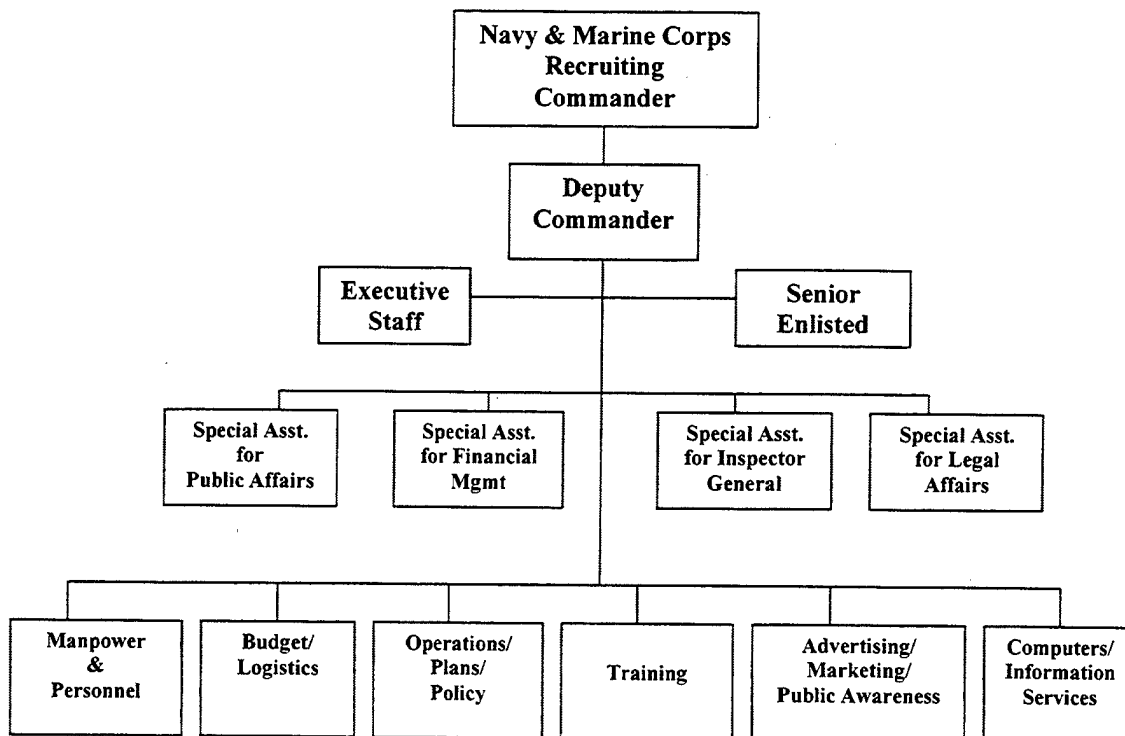 Navy & Marine Corps
Recruiting
Commander
Deputy
Commander
Executive
Staff
Senior
Enlisted
Special Asst.
for
Public Affairs
Special Asst.
for Financial
Mgmt
Special Asst.
for Inspector
General
Special Asst.
for Legal
Affairs
Manpower
&
Personnel
Budget/
Logistics
Operations/
Plans/
Policy
Training
Advertising/
Marketing/
Public Awareness
Computers/
Information
Services